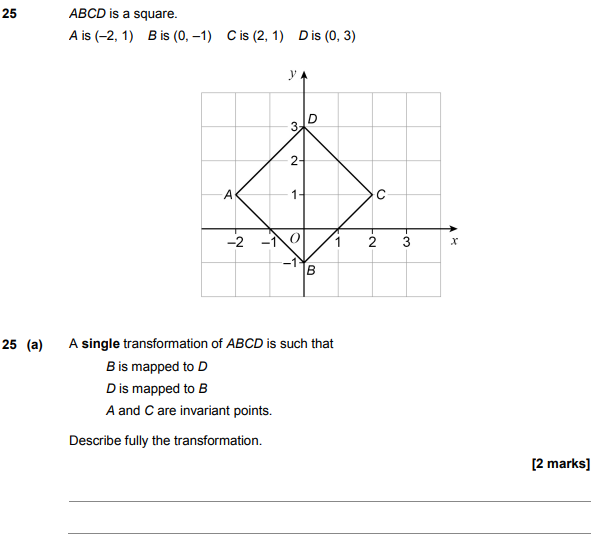 25 ABCD is a square.
A is (–2, 1) B is (0, –1) C is (2, 1) D is (0, 3)
y
D
3
2
A 1 C
–2 –1 O 1 2 3 x
–1
B
25 (a) A single transformation of ABCD is such that
B is mapped to D
D is mapped to B
A and C are invariant points.
Describe fully the transformation.
[2 marks]